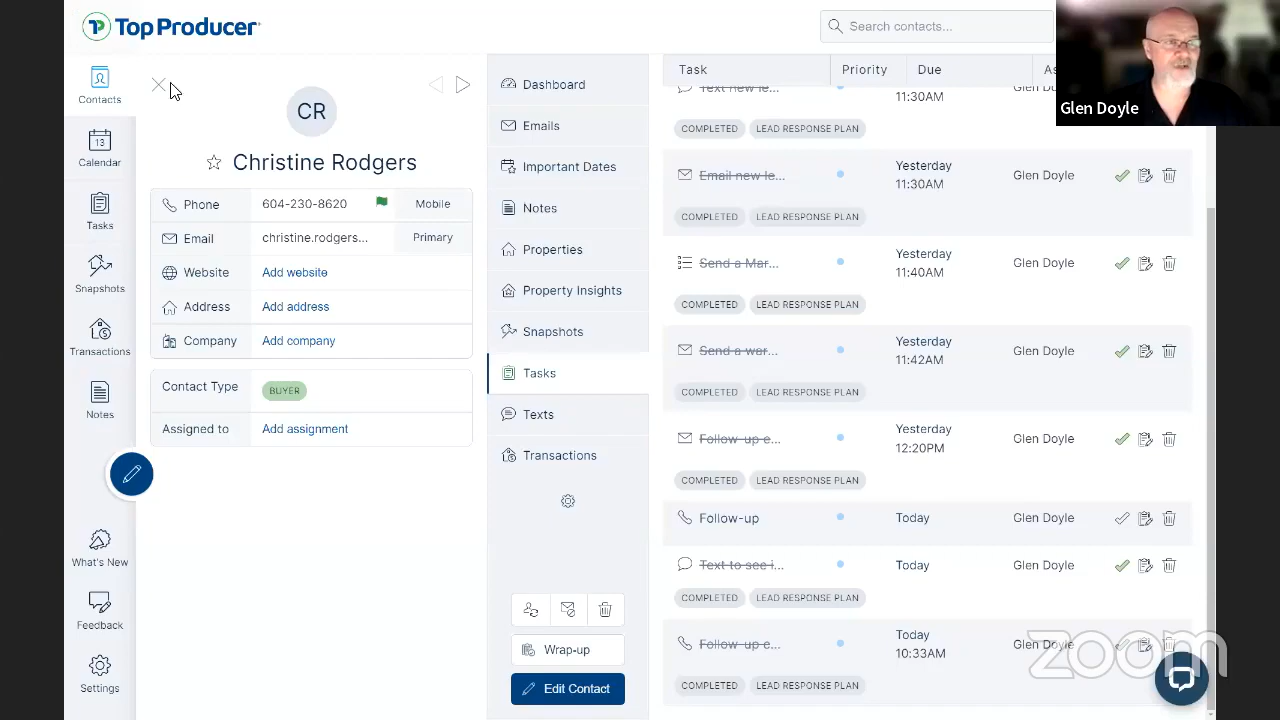 Top Producer
Search contacts...
Glen Doyle
Contacts
13
Calendar
Tasks
Snapshots
Transactions
Notes
What's New
Feedback
Settings
CR
Christine Rodgers
Phone 604-230-8620 Mobile
Email christine.rodgers... Primary
Website Add website
Address Add address
Company Add company
Contact Type BUYER
Assigned to Add assignment
Dashboard
Emails
Important Dates
Notes
Properties
Property Insights
Snapshots
Tasks
Texts
Transactions
Wrap-up
Edit Contact
Task Priority Due As
Text new le... 11:30AM
COMPLETED LEAD RESPONSE PLAN
Email new le... Yesterday 11:30AM Glen Doyle
COMPLETED LEAD RESPONSE PLAN
Send a Mar... Yesterday 11:40AM Glen Doyle
COMPLETED LEAD RESPONSE PLAN
Send a war... Yesterday 11:42AM Glen Doyle
COMPLETED LEAD RESPONSE PLAN
Follow-up e... Yesterday 12:20PM Glen Doyle
COMPLETED LEAD RESPONSE PLAN
Follow-up Today Glen Doyle
Text to see i... Today Glen Doyle
COMPLETED LEAD RESPONSE PLAN
Follow-up c... Today 10:33AM Glen Doyle
COMPLETED LEAD RESPONSE PLAN
zoom